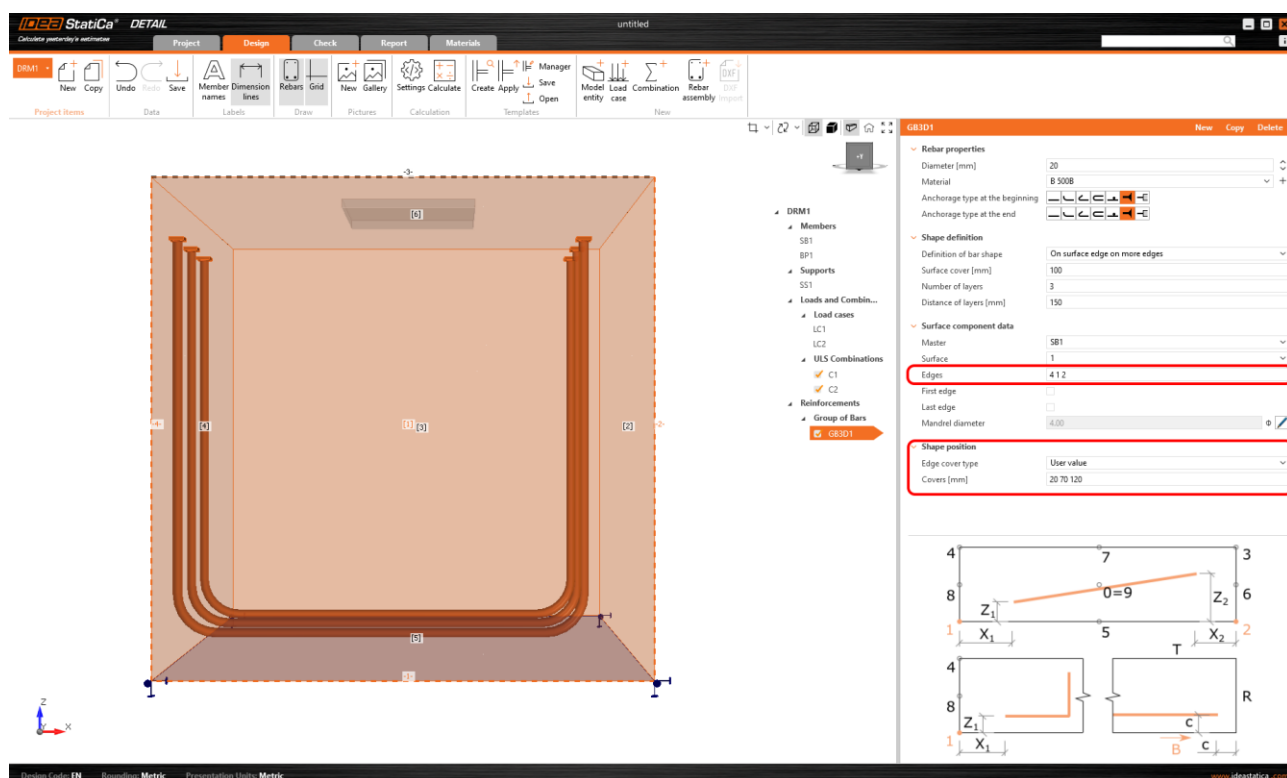 IDEA StatiCa® DETAIL
Calculate yesterday's estimates
untitled
Project Design Check Report Materials
DRM1 New Copy Undo Redo Save Member names Dimension lines Rebars Grid New Gallery Settings Calculate Create Apply Manager Save Open Model entity Load case Combination Rebar assembly DXF DXF Import
Project Items Data Labels Draw Pictures Calculation Templates New
GB3D1 New Copy Delete
Rebar properties
Diameter [mm] 20
Material B 500B
Anchorage type at the beginning
Anchorage type at the end
Shape definition
Definition of bar shape On surface edge on more edges
Surface cover [mm] 100
Number of layers 3
Distance of layers [mm] 150
Surface component data
Master SB1
Surface 1
Edges 4 1 2
First edge
Last edge
Mandrel diameter 4.00 Φ
Shape position
Edge cover type User value
Covers [mm] 20 70 120
+Y
DRM1
Members
SB1
BP1
Supports
SS1
Loads and Combin...
Load cases
LC1
LC2
ULS Combinations
C1
C2
Reinforcements
Group of Bars
GB3D1
-3-
[6]
-4- [4] [1] [3] [2] -2-
[5]
-1-
Z
Y X
4 7 3
8 Z1 0=9 Z2 6
1 5 2
X1 X2
T
4
8 R
Z1 c
1 X1 B c
Design Code: EN Rounding: Metric Presentation Units: Metric
www.ideastatica.com